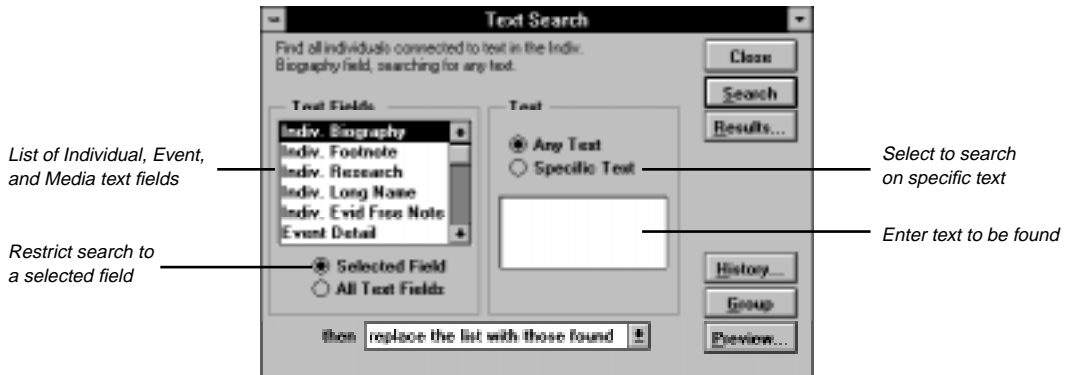 Text Search
Find all individuals connected to text in the Indiv.
Biography field, searching for any text.
Close
Search
Results...
Text Fields
Indiv. Biography
Indiv. Footnote
Indiv. Research
Indiv. Long Name
Indiv. Evid Free Note
Event Detail
Selected Field
All Text Fields
Text
Any Text
Specific Text
History...
Group
Preview...
then replace the list with those found
List of Individual, Event,
and Media text fields
Restrict search to
a selected field
Select to search
on specific text
Enter text to be found